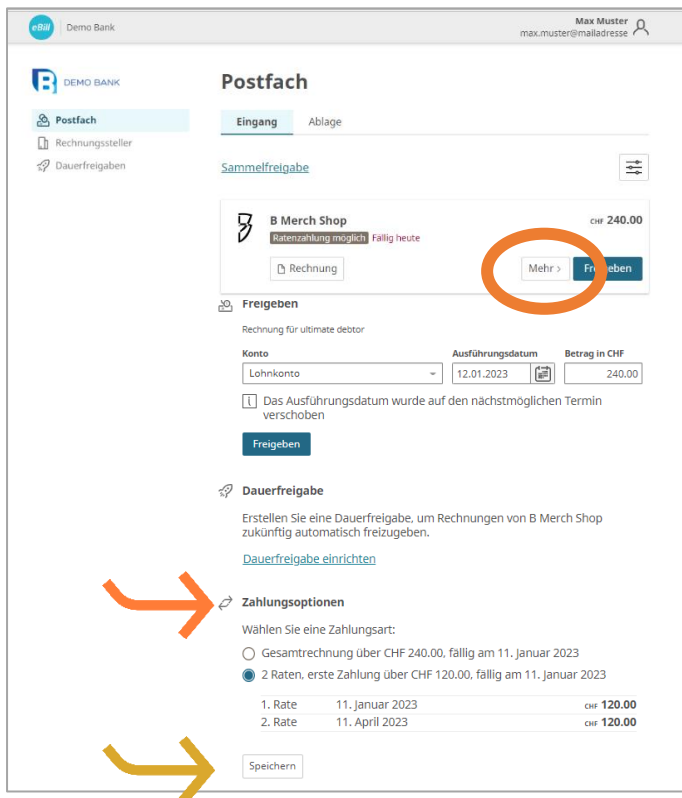 eBill Demo Bank
Max Muster
max.muster@mailadresse
DEMO BANK
Postfach
Rechnungssteller
Dauerfreigaben
Postfach
Eingang Ablage
Sammelfreigabe
B Merch Shop CHF 240.00
Ratenzahlung möglich Fällig heute
Rechnung Mehr > Freigeben
Freigeben
Rechnung für ultimate debtor
Konto Ausführungsdatum Betrag in CHF
Lohnkonto 12.01.2023 240.00
Das Ausführungsdatum wurde auf den nächstmöglichen Termin
verschoben
Freigeben
Dauerfreigabe
Erstellen Sie eine Dauerfreigabe, um Rechnungen von B Merch Shop
zukünftig automatisch freizugeben.
Dauerfreigabe einrichten
Zahlungsoptionen
Wählen Sie eine Zahlungsart:
Gesamtrechnung über CHF 240.00, fällig am 11. Januar 2023
2 Raten, erste Zahlung über CHF 120.00, fällig am 11. Januar 2023
1. Rate 11. Januar 2023 CHF 120.00
2. Rate 11. April 2023 CHF 120.00
Speichern